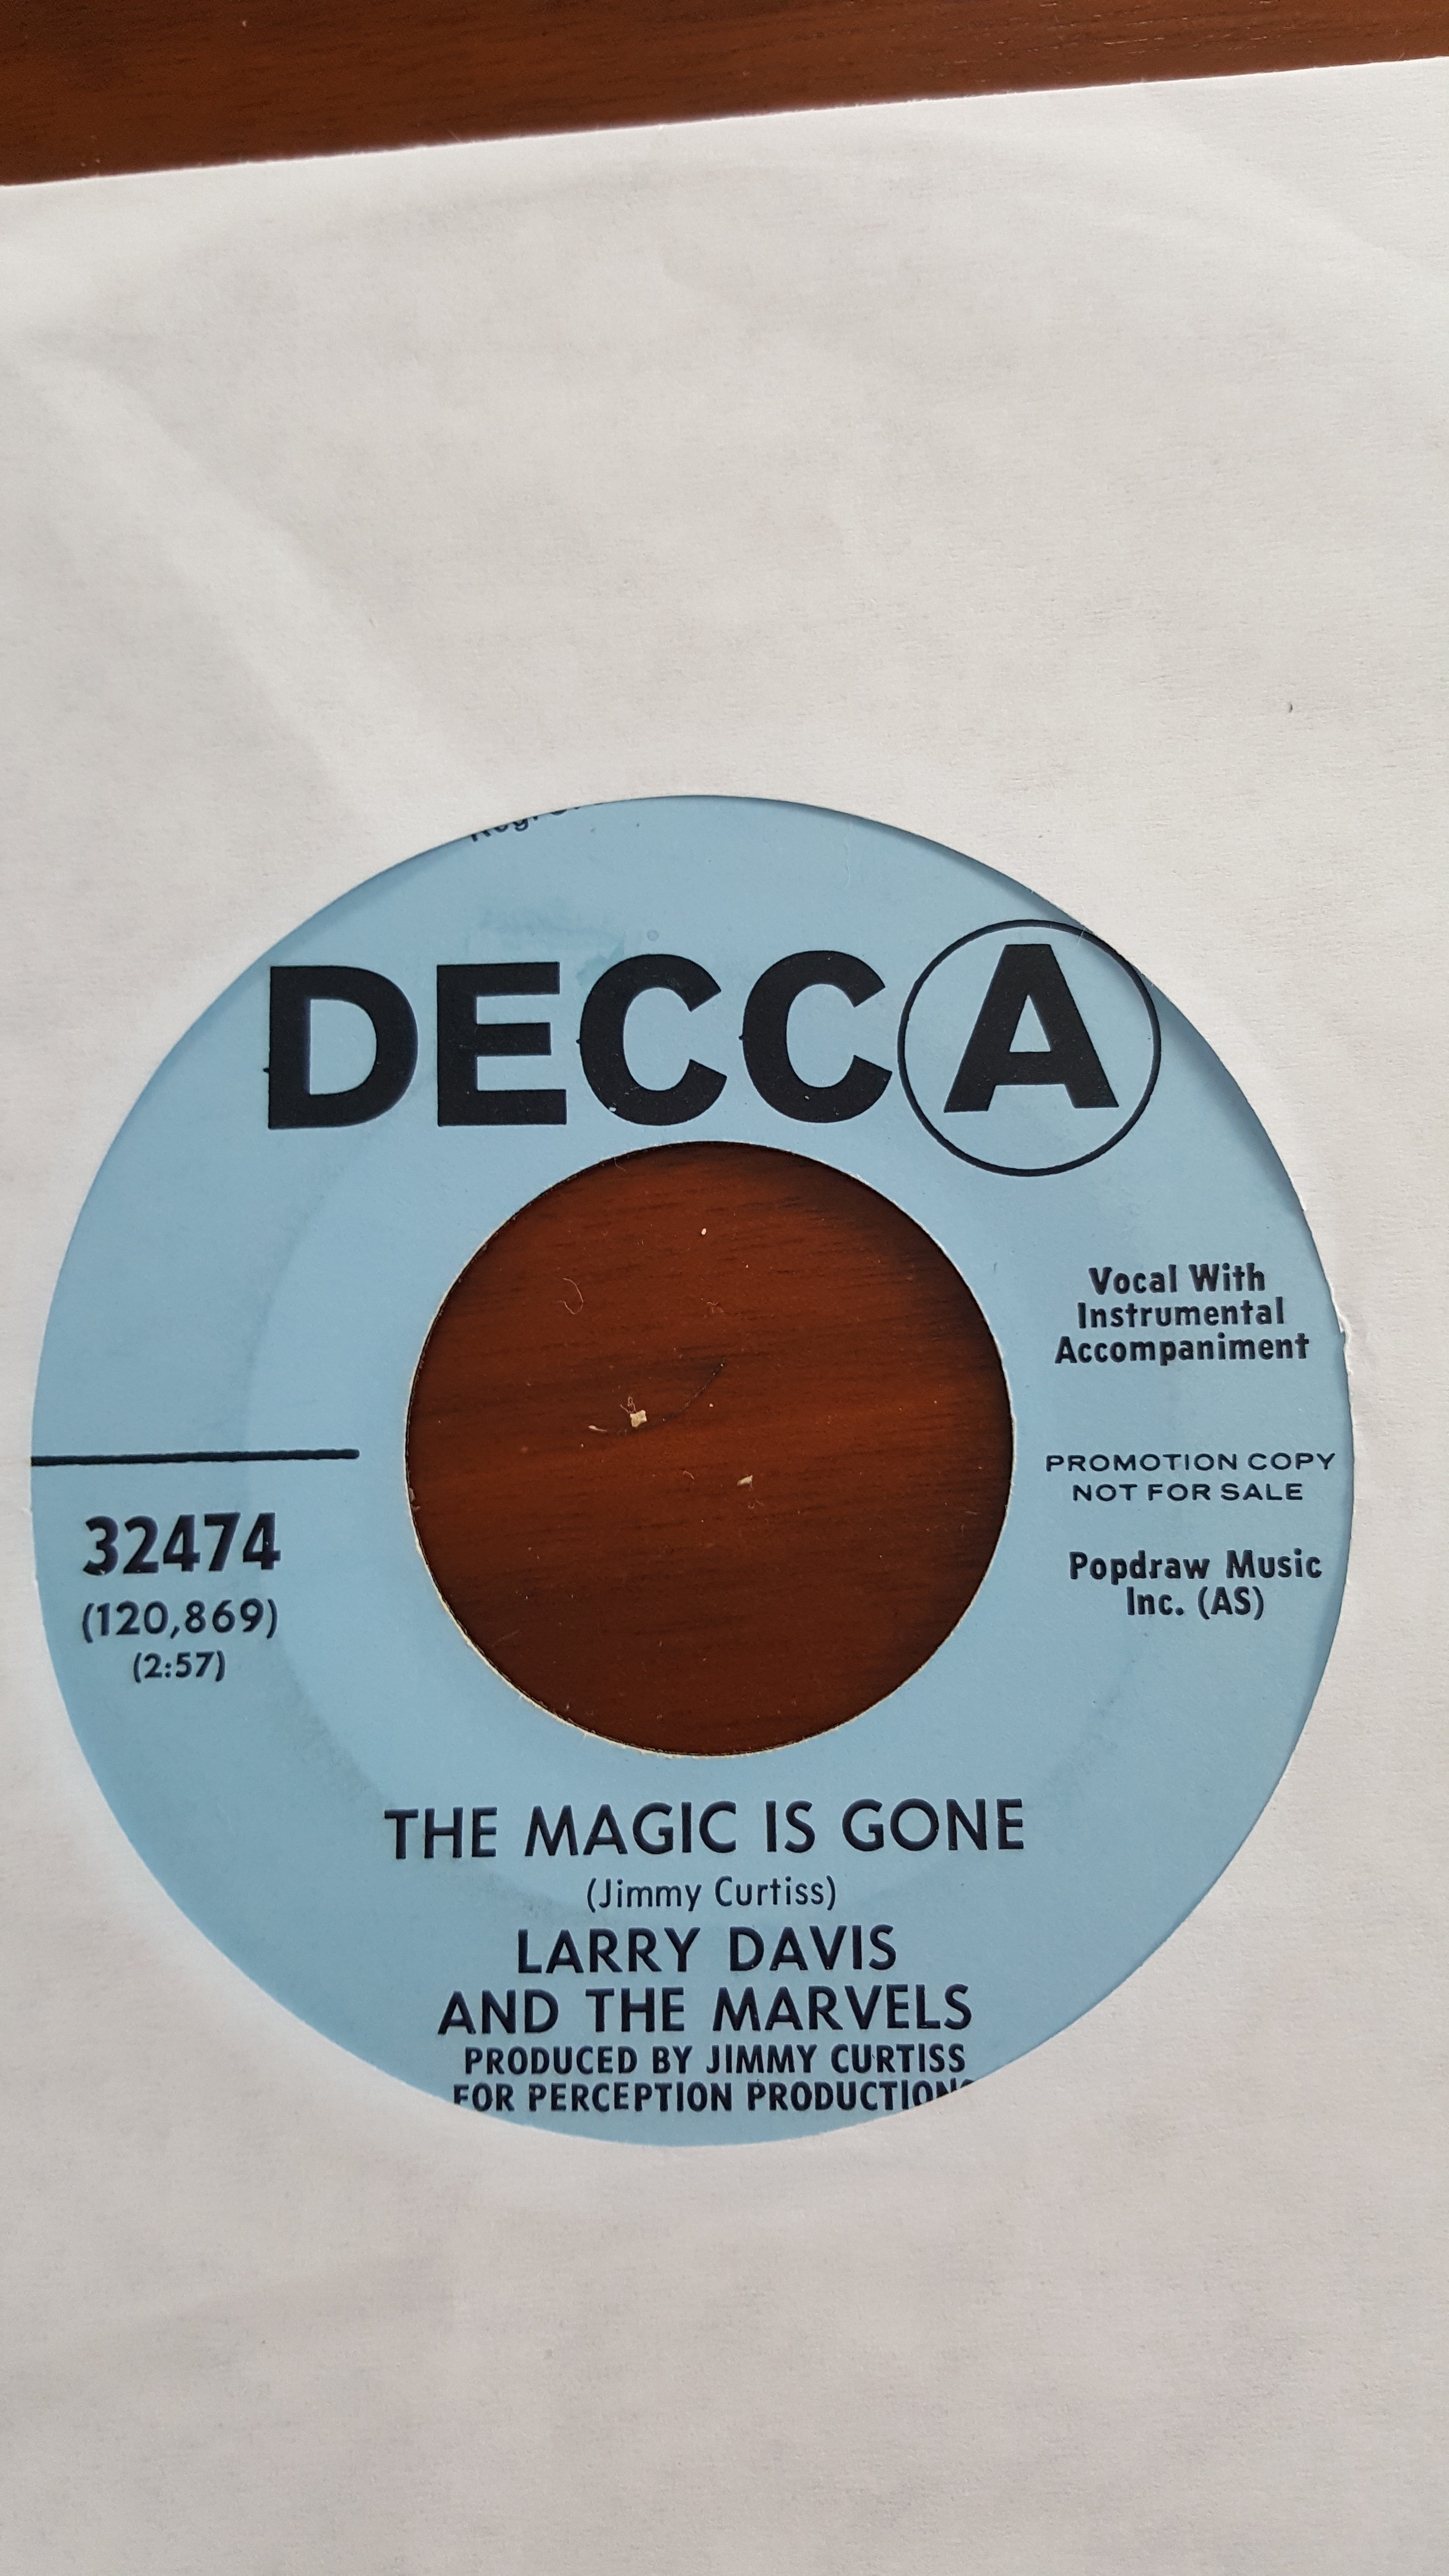 DECCA
Vocal With
Instrumental
Accompaniment
PROMOTION COPY
NOT FOR SALE
Popdraw Music
Inc. (AS)
32474
(120,869)
(2:57)
THE MAGIC IS GONE
(Jimmy Curtiss)
LARRY DAVIS
AND THE MARVELS
PRODUCED BY JIMMY CURTISS
FOR PERCEPTION PRODUCTIONS